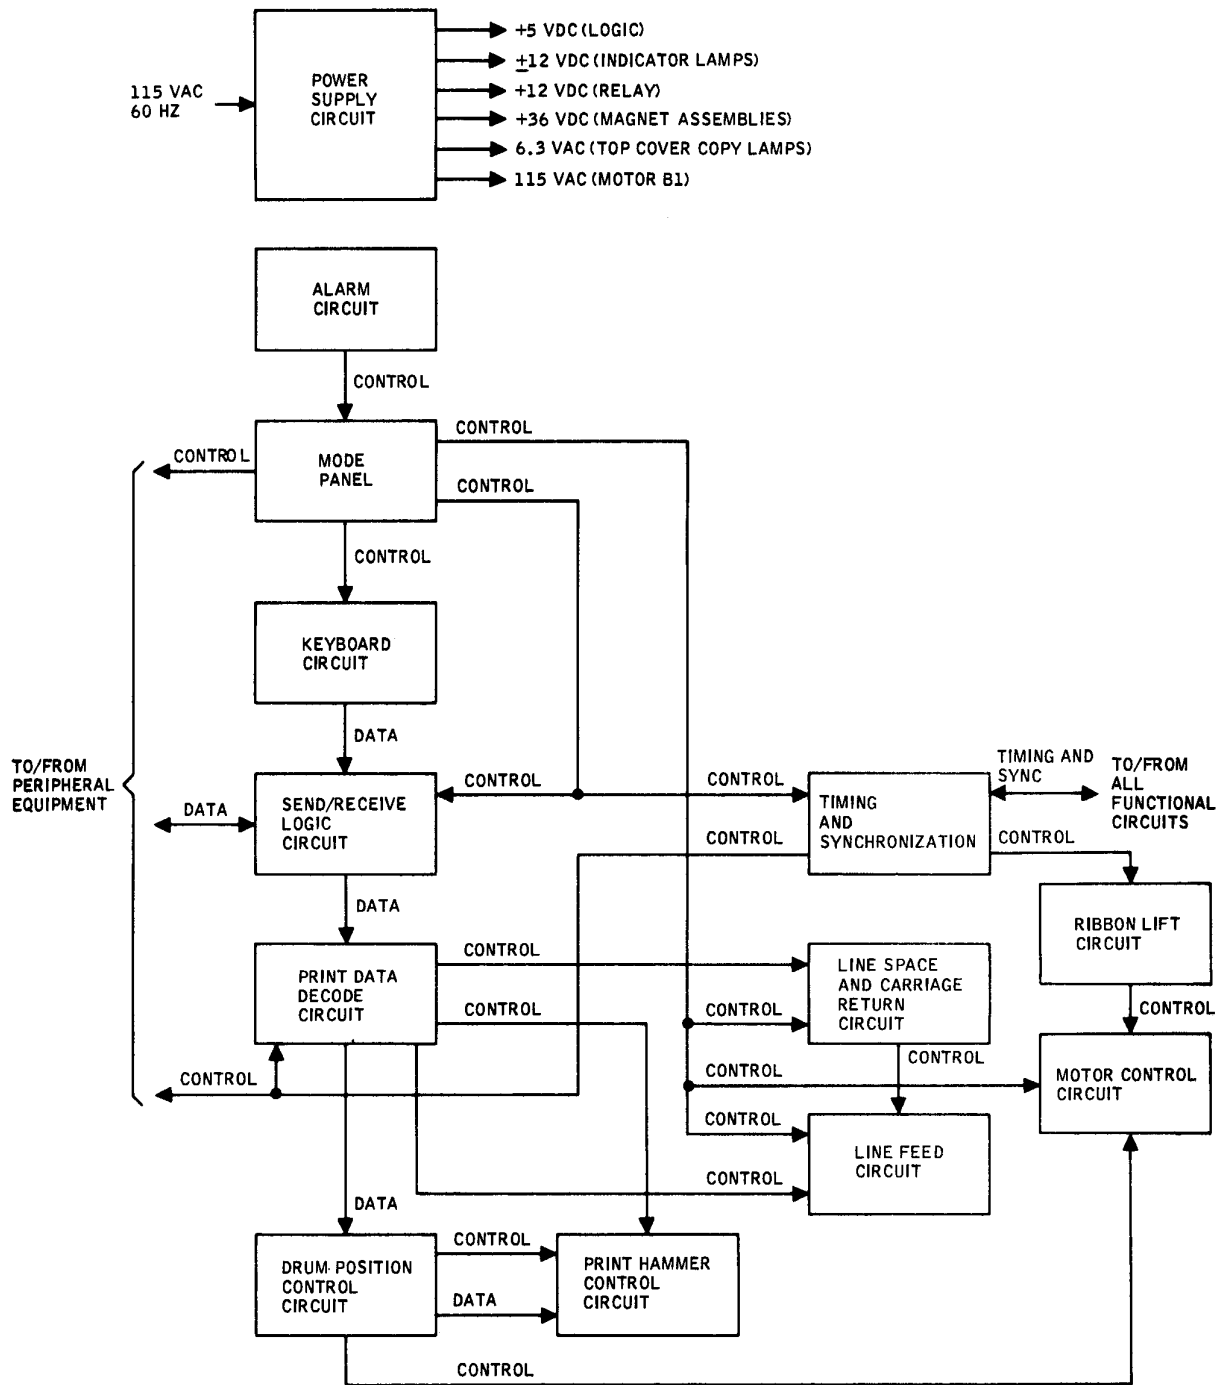 115 VAC
60 HZ
POWER
SUPPLY
CIRCUIT
+5 VDC (LOGIC)
±12 VDC (INDICATOR LAMPS)
+12 VDC (RELAY)
+36 VDC (MAGNET ASSEMBLIES)
6.3 VAC (TOP COVER COPY LAMPS)
115 VAC (MOTOR B1)
ALARM
CIRCUIT
CONTROL
MODE
PANEL
CONTROL
CONTROL
CONTROL
CONTROL
KEYBOARD
CIRCUIT
DATA
TO/FROM
PERIPHERAL
EQUIPMENT
DATA
SEND/RECEIVE
LOGIC
CIRCUIT
CONTROL
CONTROL
TIMING
AND
SYNCHRONIZATION
TIMING AND
SYNC
TO/FROM
ALL
FUNCTIONAL
CIRCUITS
CONTROL
CONTROL
RIBBON LIFT
CIRCUIT
CONTROL
DATA
PRINT DATA
DECODE
CIRCUIT
CONTROL
CONTROL
LINE SPACE
AND CARRIAGE
RETURN
CIRCUIT
CONTROL
CONTROL
CONTROL
MOTOR CONTROL
CIRCUIT
CONTROL
CONTROL
CONTROL
LINE FEED
CIRCUIT
DATA
DRUM POSITION
CONTROL
CIRCUIT
CONTROL
DATA
PRINT HAMMER
CONTROL
CIRCUIT
CONTROL